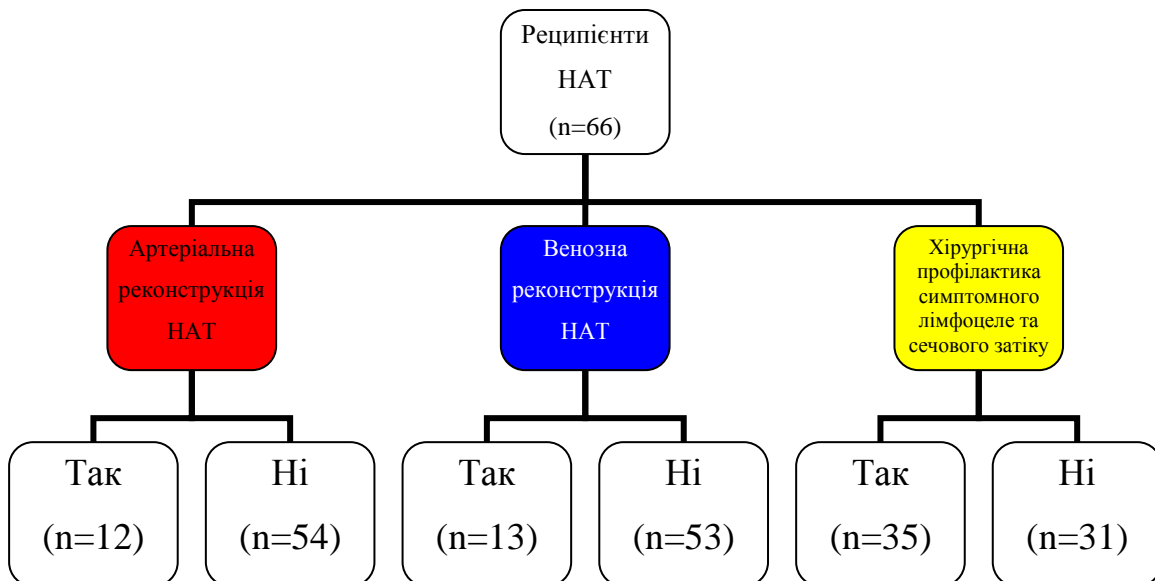 Реципієнти
НАТ
(n=66)
Артеріальна
реконструкція
НАТ
Венозна
реконструкція
НАТ
Хірургічна
профілактика
симптомного
лімфоцеле та
сечового затіку
Так
(n=12)
Ні
(n=54)
Так
(n=13)
Ні
(n=53)
Так
(n=35)
Ні
(n=31)